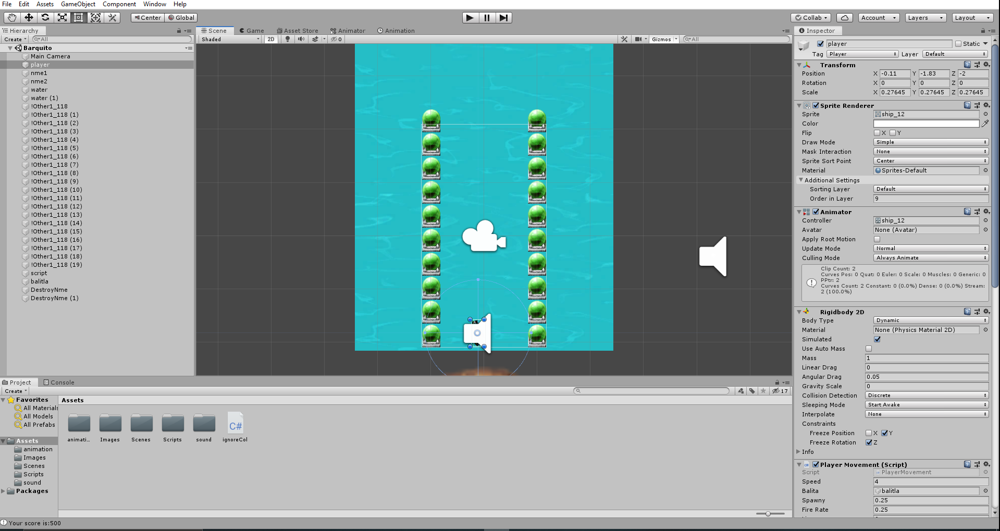 File Edit Assets GameObject Component Window Help
Center Global
Collab Account Layers Layout
Hierarchy
Create All
Barquito
Main Camera
player
nme1
nme2
water
water (1)
!Other1_118
!Other1_118 (1)
!Other1_118 (2)
!Other1_118 (3)
!Other1_118 (4)
!Other1_118 (5)
!Other1_118 (6)
!Other1_118 (7)
!Other1_118 (8)
!Other1_118 (9)
!Other1_118 (10)
!Other1_118 (11)
!Other1_118 (12)
!Other1_118 (13)
!Other1_118 (14)
!Other1_118 (15)
!Other1_118 (16)
!Other1_118 (17)
!Other1_118 (18)
!Other1_118 (19)
script
balitla
DestroyNme
DestroyNme (1)
Scene Game Asset Store Animator Animation
Shaded 2D 0 Gizmos All
Inspector
player Static
Tag Player Layer Default
Transform
Position X -0.11 Y -1.83 Z -2
Rotation X 0 Y 0 Z 0
Scale X 0.27645 Y 0.27645 Z 0.27645
Sprite Renderer
Sprite ship_12
Color
Flip X Y
Draw Mode Simple
Mask Interaction None
Sprite Sort Point Center
Material Sprites-Default
Additional Settings
Sorting Layer Default
Order in Layer 9
Animator
Controller ship_12
Avatar None (Avatar)
Apply Root Motion
Update Mode Normal
Culling Mode Always Animate
Clip Count: 2
Curves Pos: 0 Quat: 0 Euler: 0 Scale: 0 Muscles: 0 Generic: 0
PPtr: 2
Curves Count: 2 Constant: 0 (0.0%) Dense: 0 (0.0%) Stream:
2 (100.0%)
Rigidbody 2D
Body Type Dynamic
Material None (Physics Material 2D)
Simulated
Use Auto Mass
Mass 1
Linear Drag 0
Angular Drag 0.05
Gravity Scale 0
Collision Detection Discrete
Sleeping Mode Start Awake
Interpolate None
Constraints
Freeze Position X Y
Freeze Rotation Z
Info
Player Movement (Script)
Script PlayerMovement
Speed 4
Balita balitla
Spawny 0.25
Fire Rate 0.25
Project Console
Create 17
Favorites
All Materials
All Models
All Prefabs
Assets
animation
Images
Scenes
Scripts
sound
Packages
Assets
animati... Images Scenes Scripts sound C# ignoreCol
Your score is:500